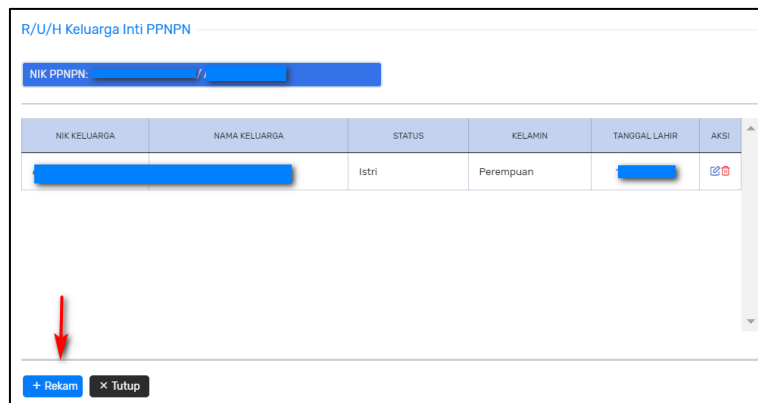 R/U/H Keluarga Inti PPNPN
NIK PPNPN: /
NIK KELUARGA NAMA KELUARGA STATUS KELAMIN TANGGAL LAHIR AKSI
Istri Perempuan
+ Rekam × Tutup